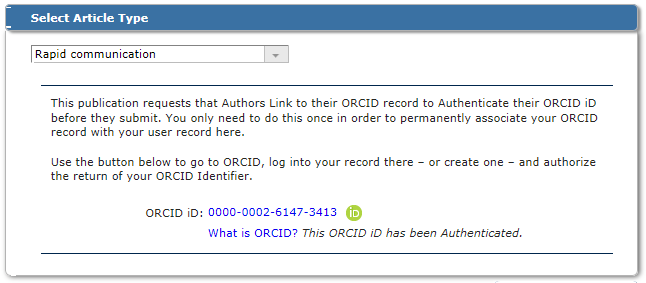 Select Article Type
Rapid communication
This publication requests that Authors Link to their ORCID record to Authenticate their ORCID iD
before they submit. You only need to do this once in order to permanently associate your ORCID
record with your user record here.
Use the button below to go to ORCID, log into your record there – or create one – and authorize
the return of your ORCID Identifier.
ORCID iD: 0000-0002-6147-3413 iD
What is ORCID? This ORCID iD has been Authenticated.